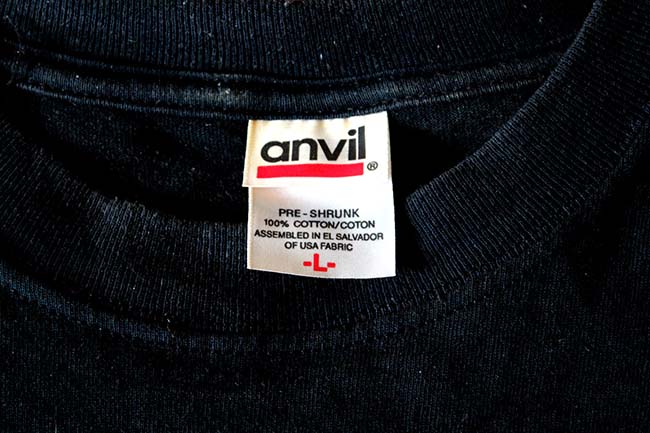 anvil®
PRE-SHRUNK
100% COTTON/COTON
ASSEMBLED IN EL SALVADOR
OF USA FABRIC
-L-